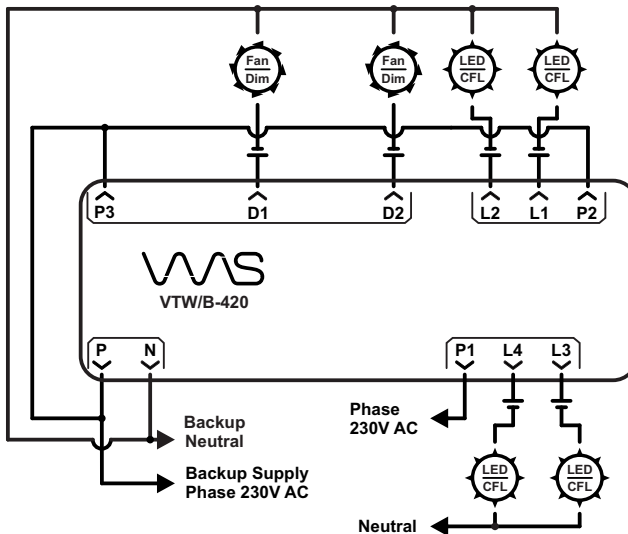 Fan
Dim
Fan
Dim
LED
CFL
LED
CFL
P3
D1
D2
L2
L1
P2
VTW/B-420
P
N
P1
L4
L3
Backup
Neutral
Phase
230V AC
Backup Supply
Phase 230V AC
LED
CFL
LED
CFL
Neutral